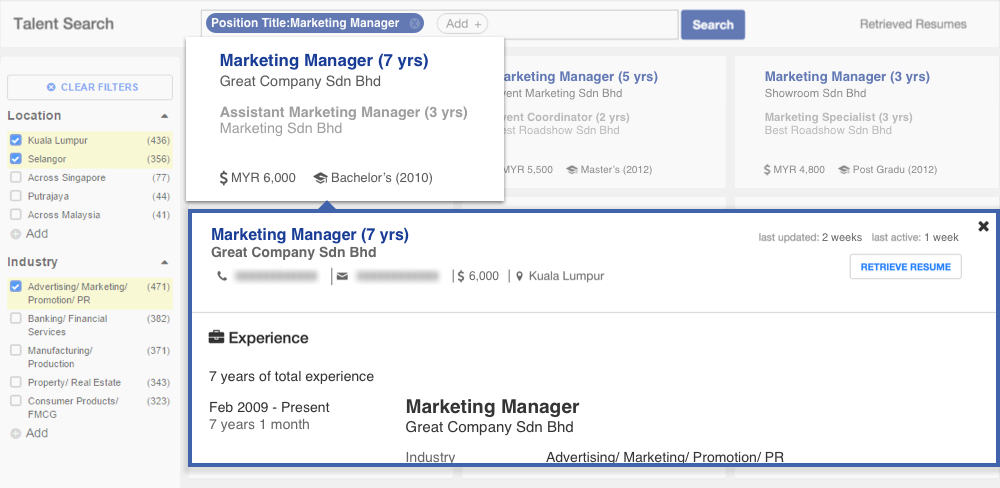 Talent Search
Position Title:Marketing Manager
Add +
Search
Retrieved Resumes
CLEAR FILTERS
Location
Kuala Lumpur (436)
Selangor (356)
Across Singapore (77)
Putrajaya (44)
Across Malaysia (41)
Add
Industry
Advertising/ Marketing/ (471)
Promotion/ PR
Banking/ Financial (382)
Services
Manufacturing/ (371)
Production
Property/ Real Estate (343)
Consumer Products/ (323)
FMCG
Add
Marketing Manager (7 yrs)
Great Company Sdn Bhd
Assistant Marketing Manager (3 yrs)
Marketing Sdn Bhd
$ MYR 6,000 Bachelor's (2010)
arketing Manager (5 yrs)
vent Marketing Sdn Bhd
vent Coordinator (2 yrs)
est Roadshow Sdn Bhd
YR 5,500 Master's (2012)
Marketing Manager (3 yrs)
Showroom Sdn Bhd
Marketing Specialist (3 yrs)
Best Roadshow Sdn Bhd
$ MYR 4,800 Post Gradu (2012)
Marketing Manager (7 yrs)
Great Company Sdn Bhd
$ 6,000 Kuala Lumpur
last updated: 2 weeks last active: 1 week
RETRIEVE RESUME
Experience
7 years of total experience
Feb 2009 - Present
7 years 1 month
Marketing Manager
Great Company Sdn Bhd
Industry Advertising/ Marketing/ Promotion/ PR